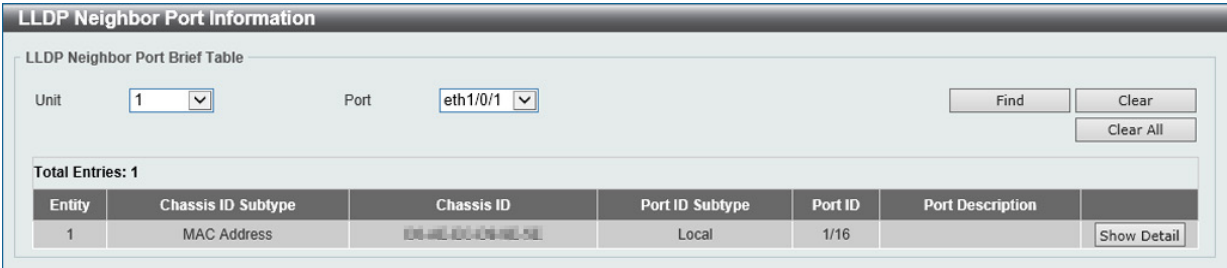 LLDP Neighbor Port Information
LLDP Neighbor Port Brief Table
Unit 1 Port eth1/0/1 Find Clear
Clear All
Total Entries: 1
Entity Chassis ID Subtype Chassis ID Port ID Subtype Port ID Port Description
1 MAC Address Local 1/16 Show Detail